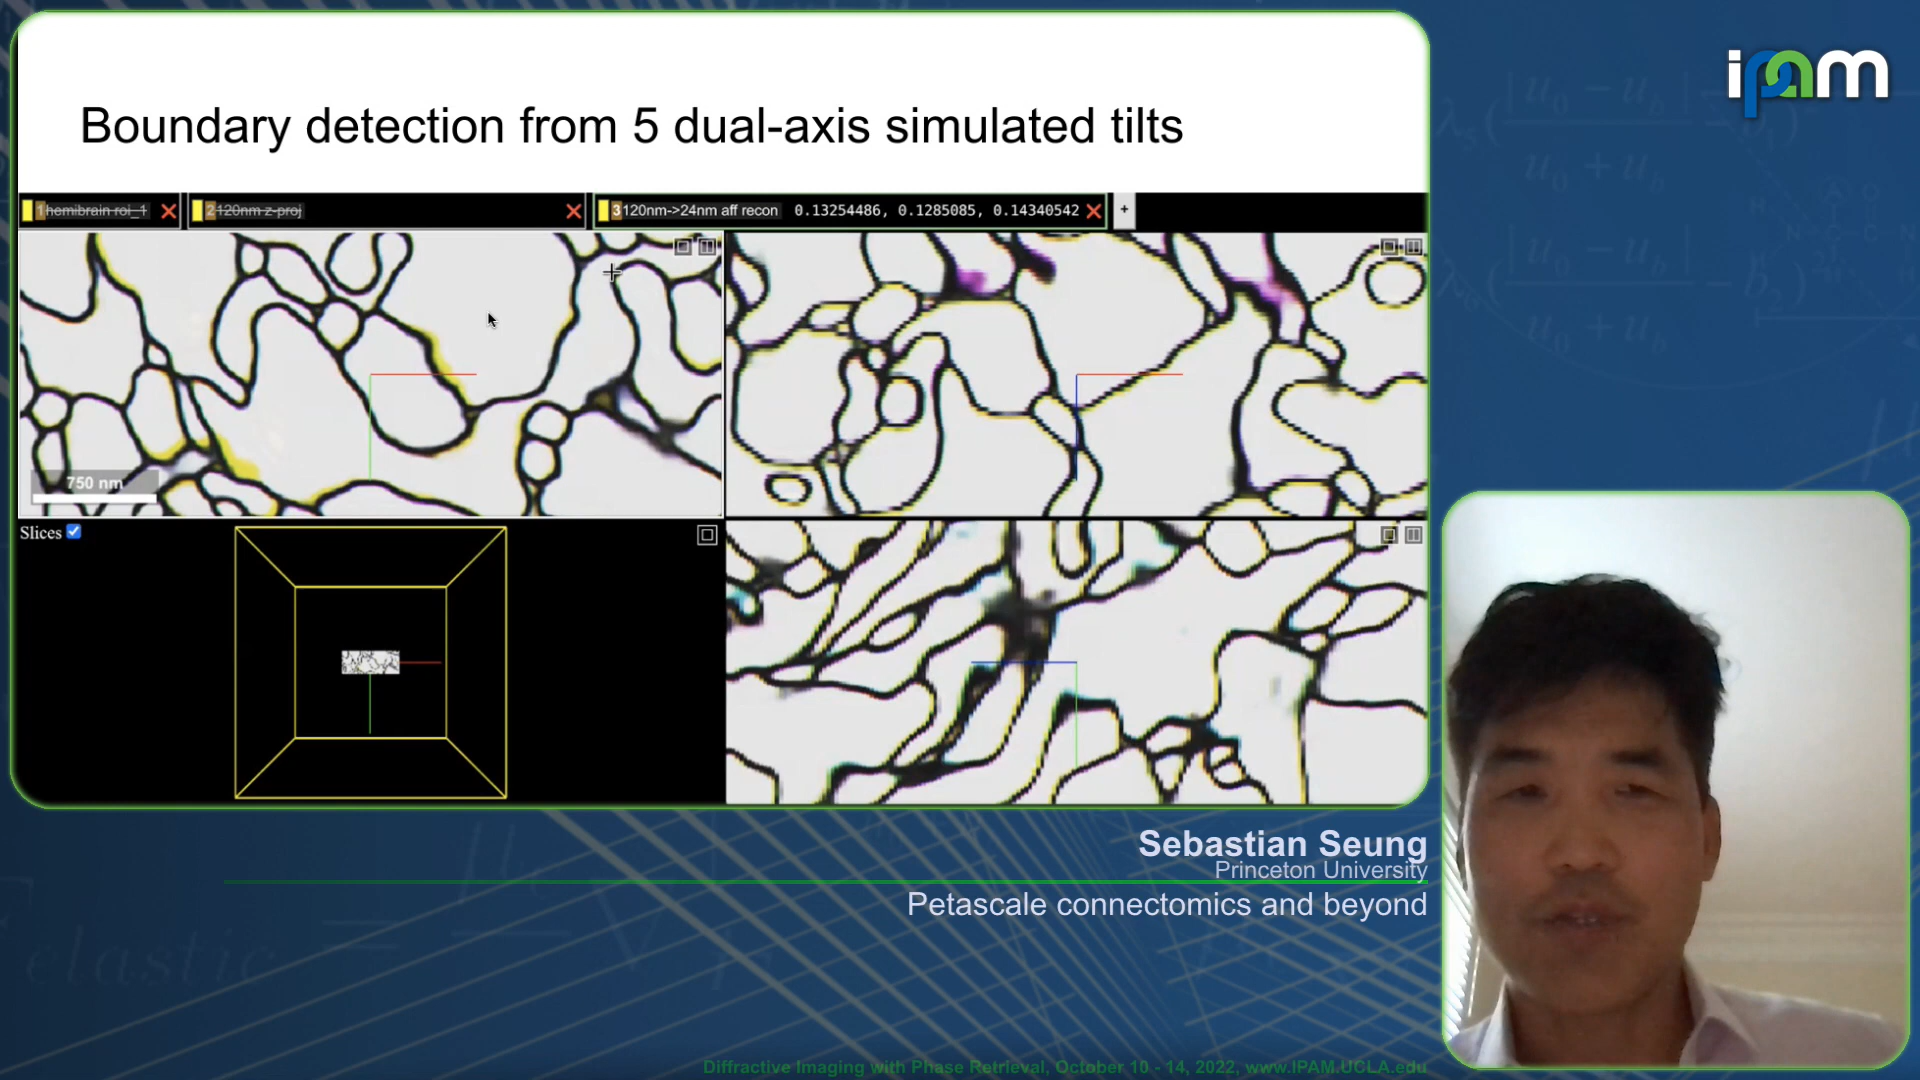 ipam
Boundary detection from 5 dual-axis simulated tilts
1 hemibrain roi_1
2 120nm z-proj
3 120nm->24nm aff recon 0.13254486, 0.1285085, 0.14340542
+
750 nm
Slices
Sebastian Seung
Princeton University
Petascale connectomics and beyond
Diffractive Imaging with Phase Retrieval, October 10 - 14, 2022, www.IPAM.UCLA.edu
elastic